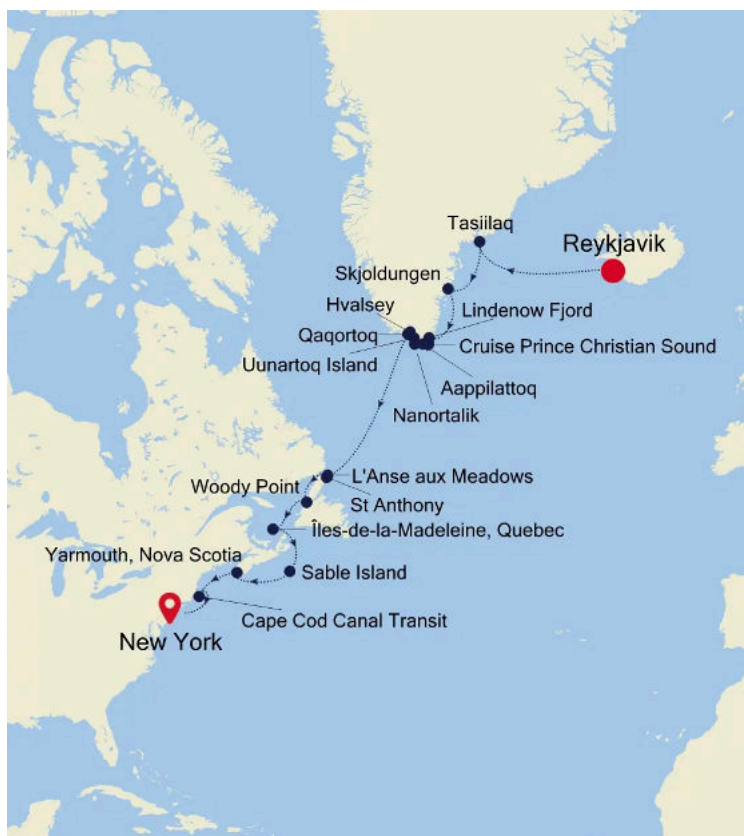 Tasiilaq
Reykjavik
Skjoldungen
Hvalsey
Lindenow Fjord
Qaqortoq
Cruise Prince Christian Sound
Uunartoq Island
Aappilattoq
Nanortalik
L'Anse aux Meadows
Woody Point
St Anthony
Îles-de-la-Madeleine, Quebec
Yarmouth, Nova Scotia
Sable Island
Cape Cod Canal Transit
New York